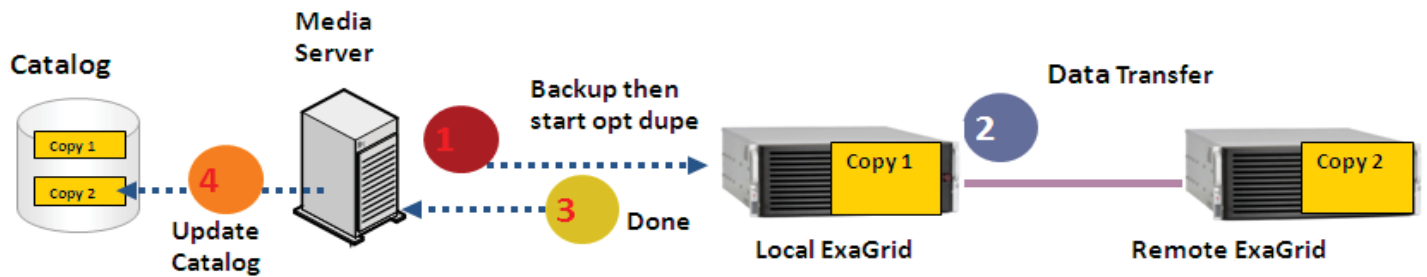 Catalog
Copy 1
Copy 2
4
Update
Catalog
Media
Server
1
Backup then
start opt dupe
3
Done
Copy 1
Local ExaGrid
2
Data Transfer
Copy 2
Remote ExaGrid